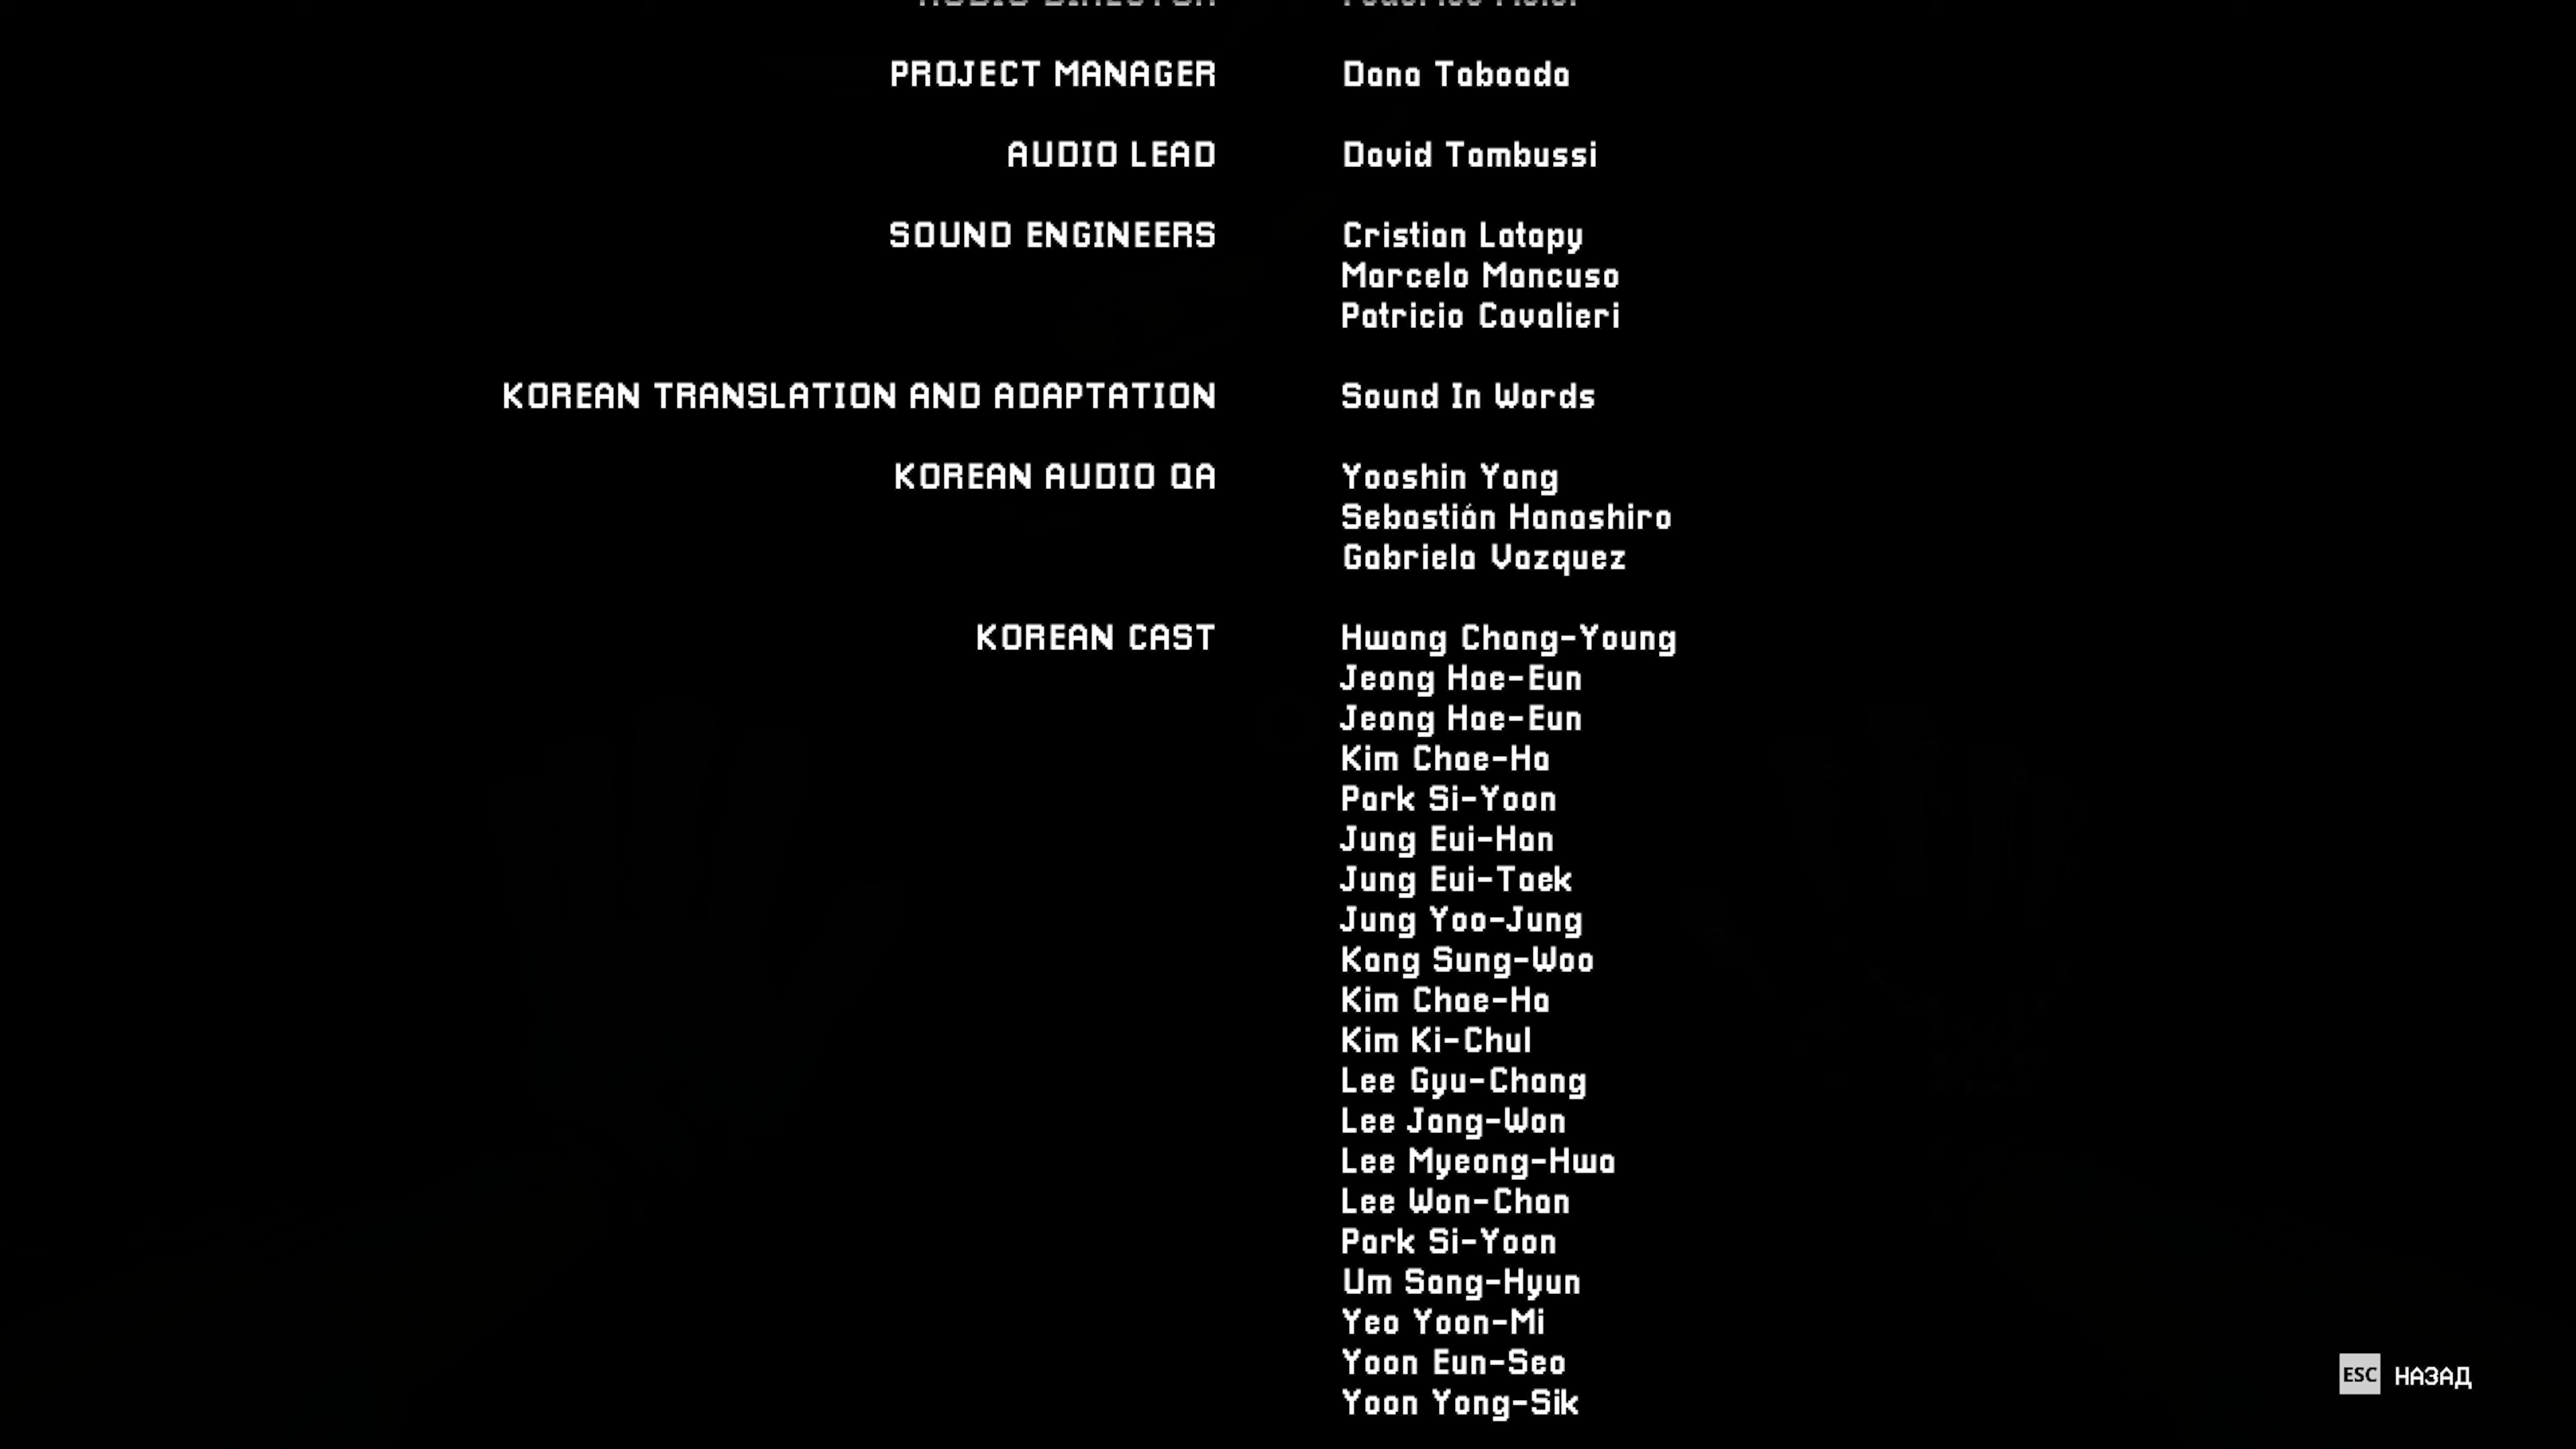 AUDIO DIRECTOR
PROJECT MANAGER Dana Taboada
AUDIO LEAD David Tambussi
SOUND ENGINEERS Cristian Latapy
Marcelo Mancuso
Patricio Cavalieri
KOREAN TRANSLATION AND ADAPTATION Sound In Words
KOREAN AUDIO QA Yooshin Yang
Sebastián Hanashiro
Gabriela Vazquez
KOREAN CAST Hwang Chang-Young
Jeong Hae-Eun
Jeong Hae-Eun
Kim Chae-Ha
Park Si-Yoon
Jung Eui-Han
Jung Eui-Taek
Jung Yoo-Jung
Kang Sung-Woo
Kim Chae-Ha
Kim Ki-Chul
Lee Gyu-Chang
Lee Jang-Won
Lee Myeong-Hwa
Lee Won-Chan
Park Si-Yoon
Um Sang-Hyun
Yeo Yoon-Mi
Yoon Eun-Seo
Yoon Yong-Sik
ESC НАЗАД